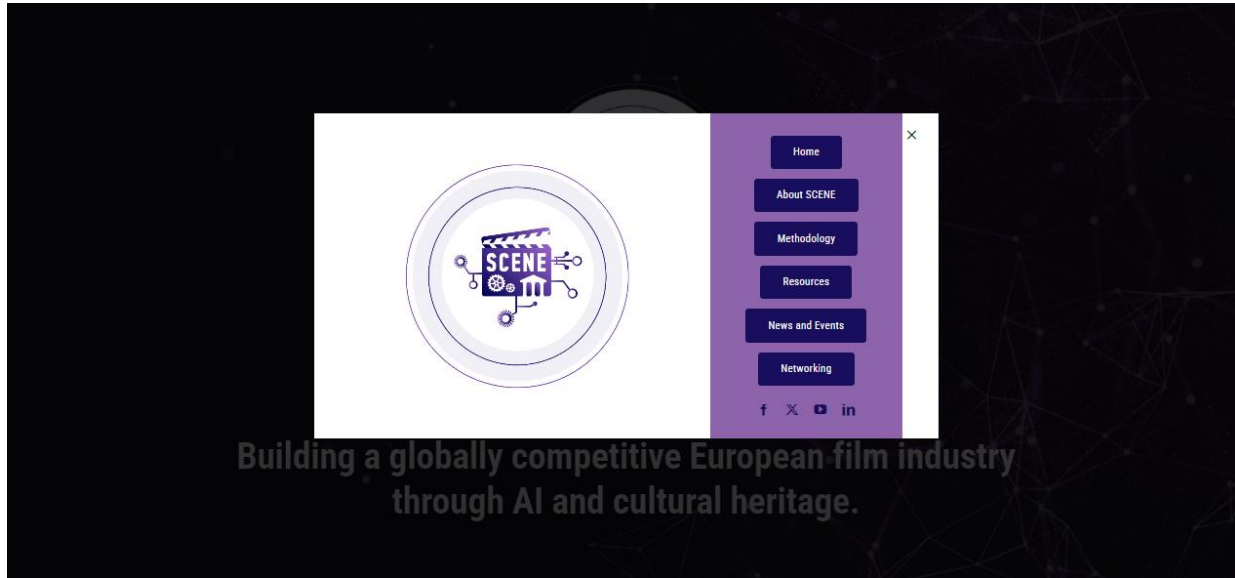 SCENE
Home
About SCENE
Methodology
Resources
News and Events
Networking
Building a globally competitive European film industry
through AI and cultural heritage.